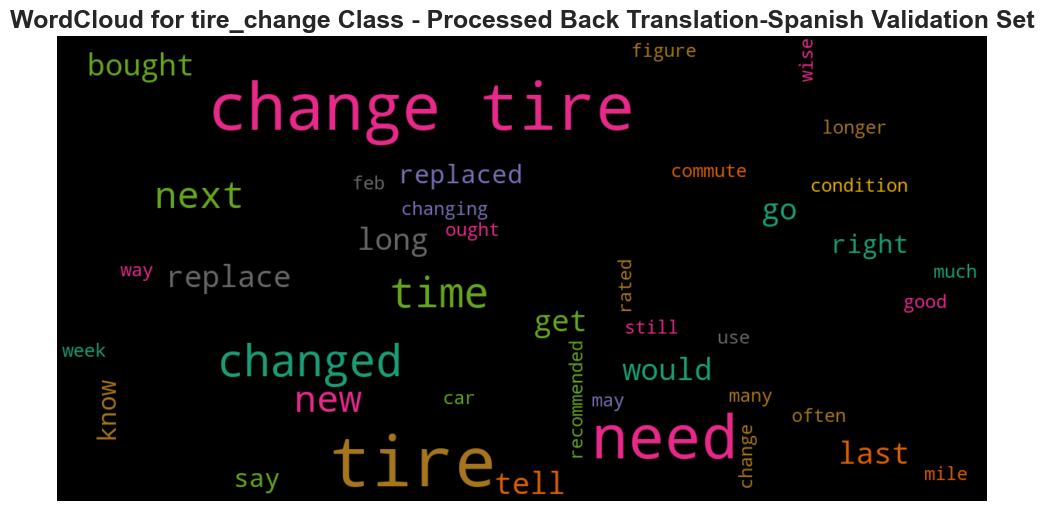 WordCloud for tire_change Class - Processed Back Translation-Spanish Validation Set
figure
wise
bought
change tire
longer
commute
replaced
feb
condition
next
changing
go
ought
long
right
way
replace
much
rated
time
good
get
still
use
week
changed
recommended
would
new
car
may
many
know
often
need
change
last
tire
say
tell
mile